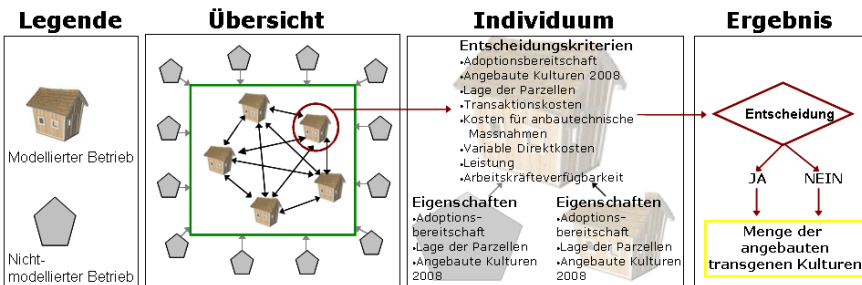 Legende
Übersicht
Individuum
Ergebnis
Modellierter Betrieb
Nicht-
modellierter Betrieb
Entscheidungskriterien
•Adoptionsbereitschaft
•Angebaute Kulturen 2008
•Lage der Parzellen
•Transaktionskosten
•Kosten für anbautechnische
Massnahmen
•Variable Direktkosten
•Leistung
•Arbeitskräfteverfügbarkeit
Eigenschaften
•Adoptions-
bereitschaft
•Lage der Parzellen
•Angebaute Kulturen
2008
Eigenschaften
•Adoptions-
bereitschaft
•Lage der Parzellen
•Angebaute Kulturen
2008
Entscheidung
JA
NEIN
Menge der
angebauten
transgenen Kulturen